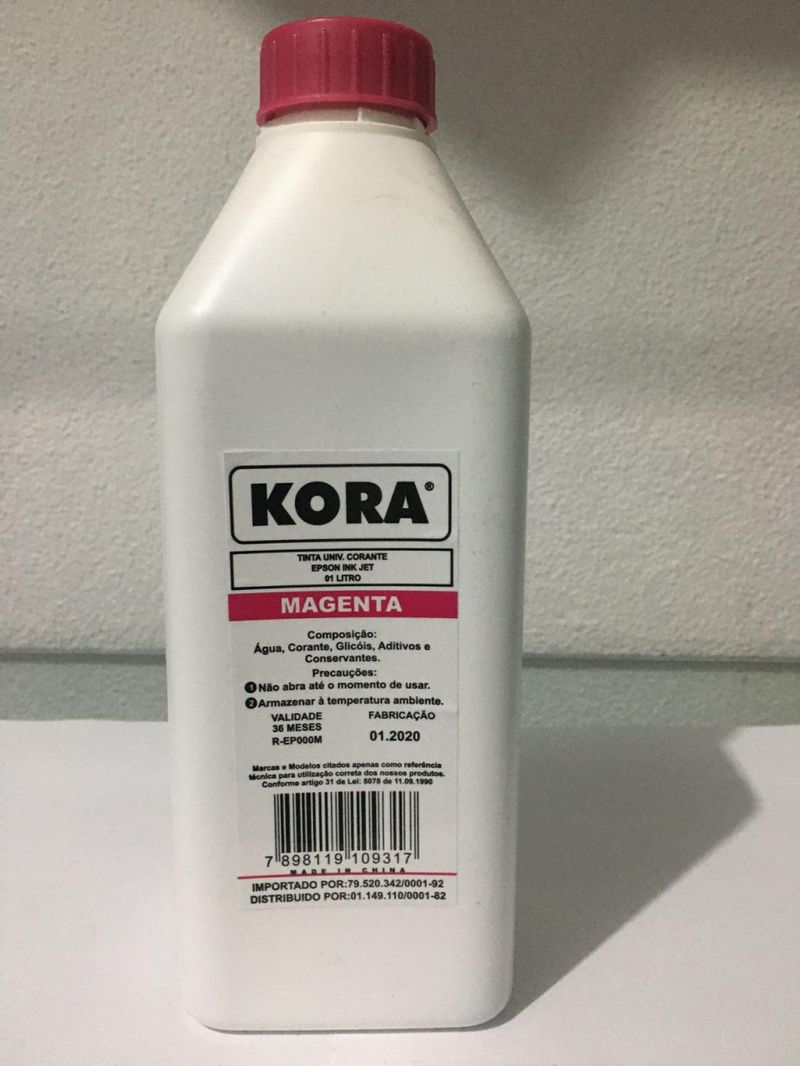 KORA®
TINTA UNIV. CORANTE
EPSON INK JET
01 LITRO
MAGENTA
Composição:
Água, Corante, Glicóis, Aditivos e
Conservantes.
Precauções:
1 Não abra até o momento de usar.
2 Armazenar à temperatura ambiente.
VALIDADE FABRICAÇÃO
36 MESES
R-EP000M 01.2020
Marcas e Modelos citados apenas como referência
técnica para utilização correta dos nossos produtos.
Conforme artigo 31 da Lei: 8078 de 11.09.1990
7 898119 109317
MADE IN CHINA
IMPORTADO POR:79.520.342/0001-92
DISTRIBUIDO POR:01.149.110/0001-82